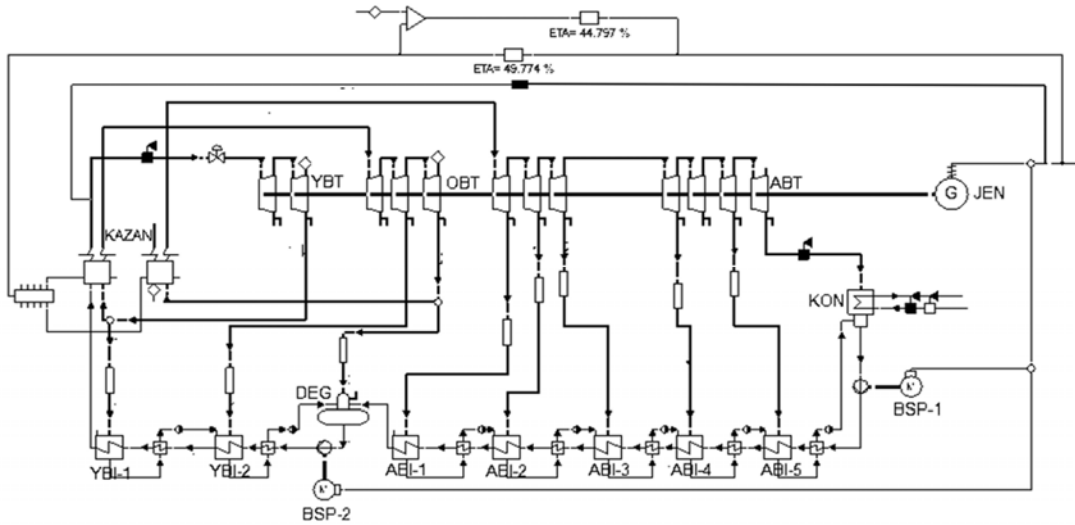 ETA= 44.797 %
ETA= 49.774 %
YBT
OBT
ABT
G
JEN
KAZAN
KON
DEG
BSP-1
YBI-1
YBI-2
ABI-1
ABI-2
ABI-3
ABI-4
ABI-5
BSP-2